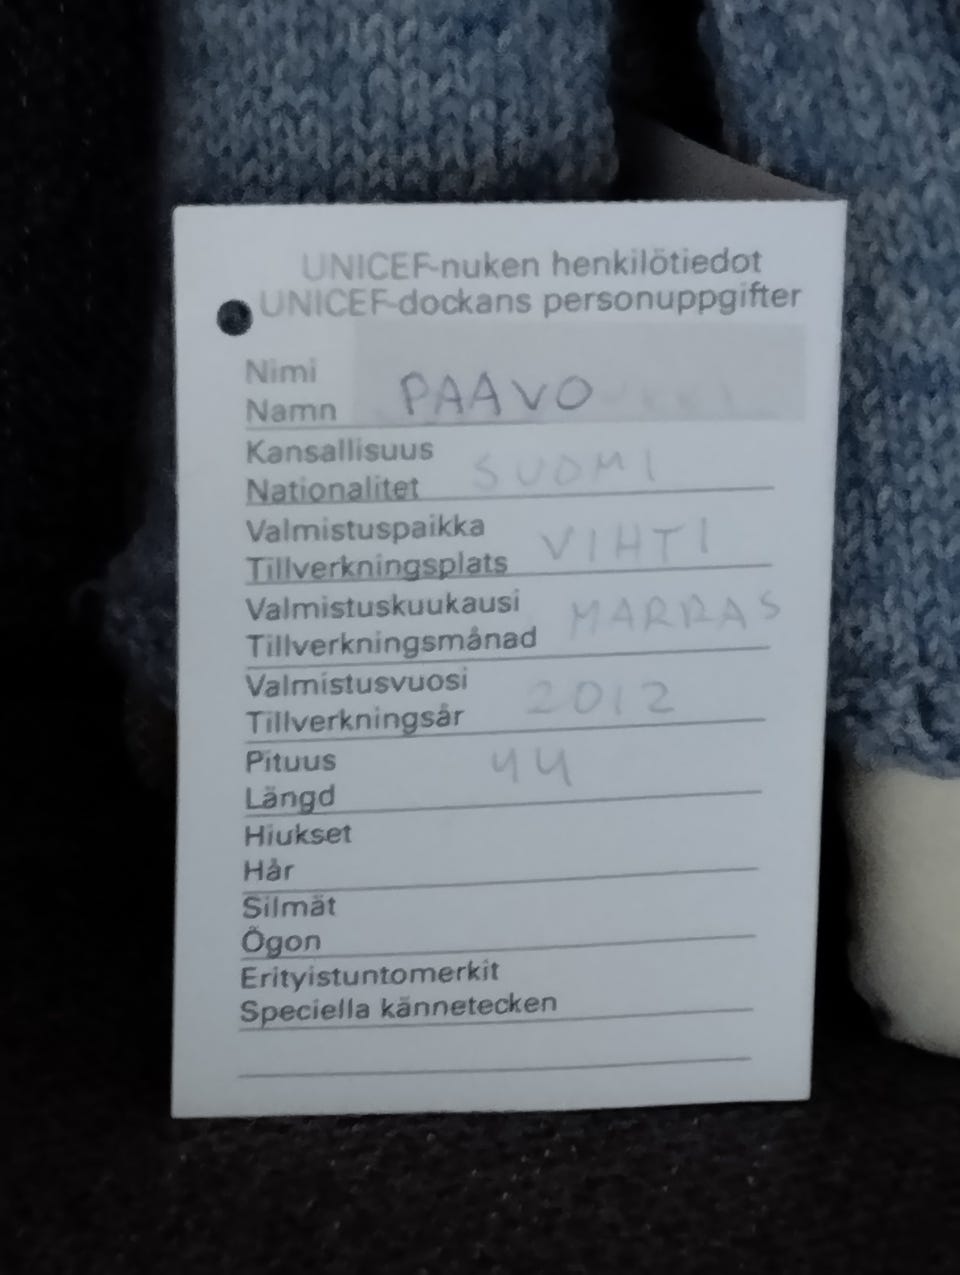 UNICEF-nuken henkilötiedot
UNICEF-dockans personuppgifter
Nimi
Namn PAAVO
Kansallisuus
Nationalitet SUOMI
Valmistuspaikka
Tillverkningsplats VIHTI
Valmistuskuukausi
Tillverkningsmånad MARRAS
Valmistusvuosi
Tillverkningsår 2012
Pituus
Längd 44
Hiukset
Hår
Silmät
Ögon
Erityistuntomerkit
Speciella kännetecken